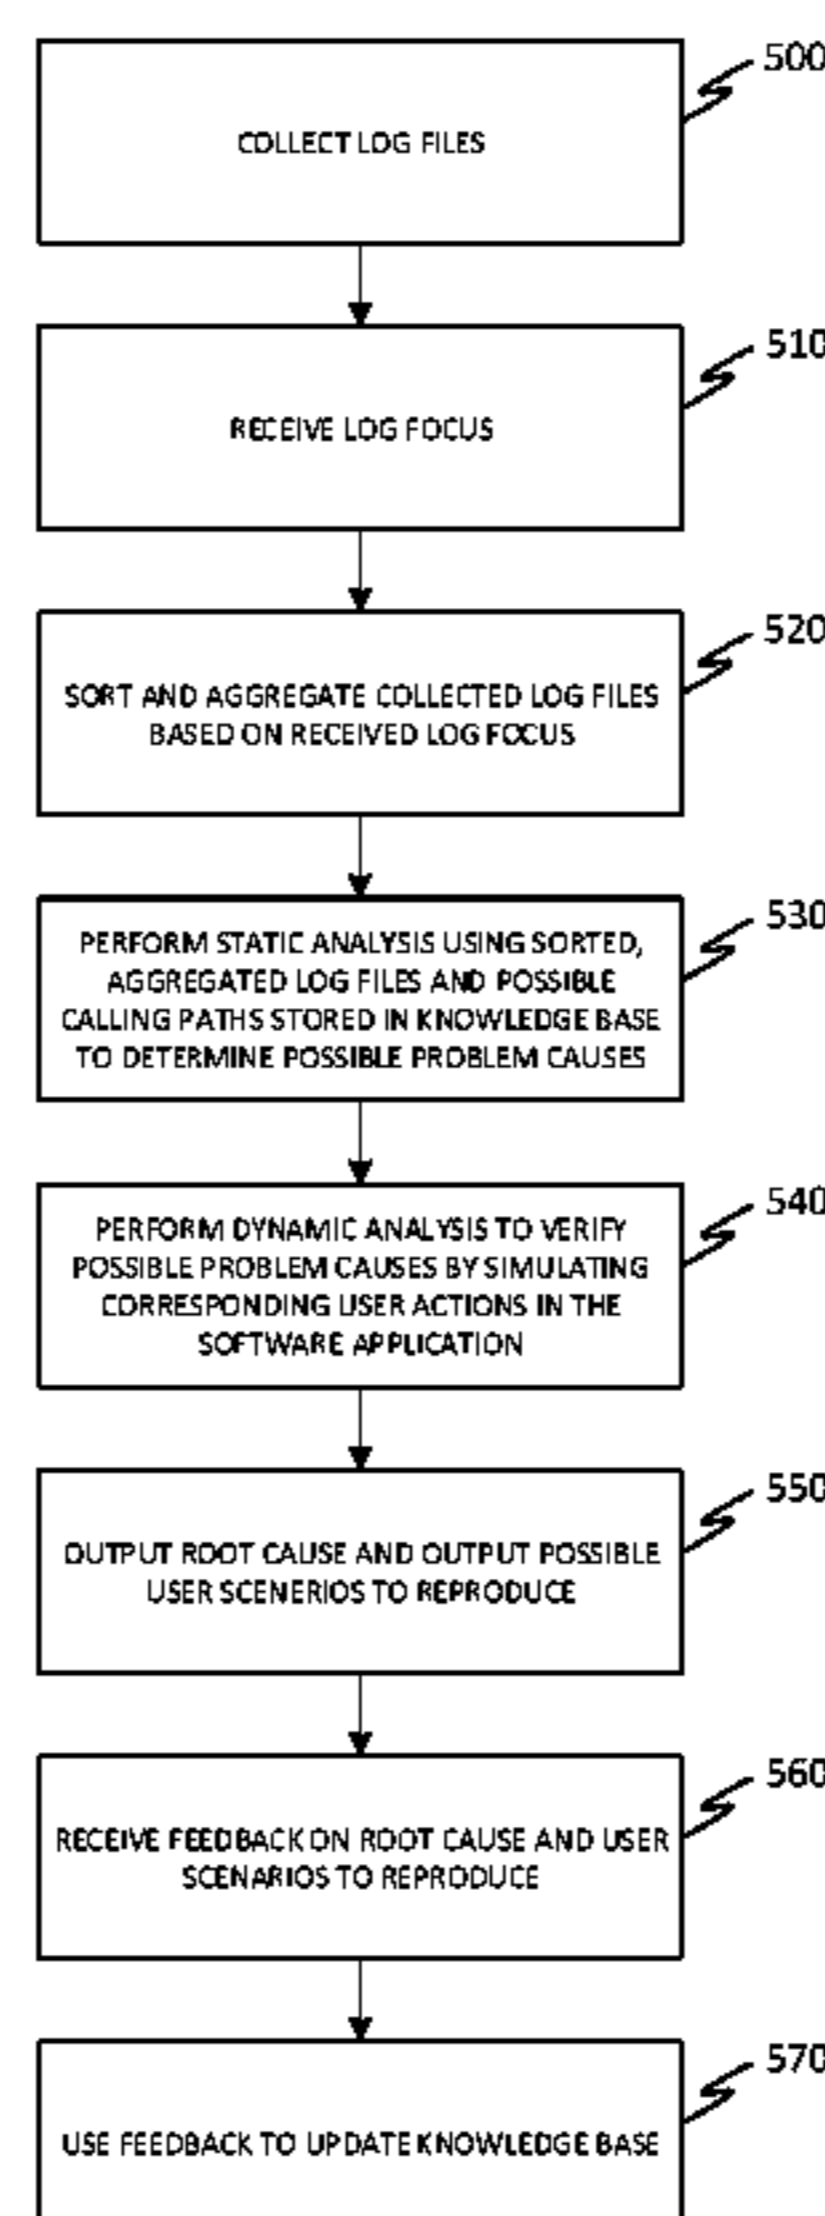 500
COLLECT LOG FILES
510
RECEIVE LOG FOCUS
520
SORT AND AGGREGATE COLLECTED LOG FILES
BASED ON RECEIVED LOG FOCUS
530
PERFORM STATIC ANALYSIS USING SORTED,
AGGREGATED LOG FILES AND POSSIBLE
CALLING PATHS STORED IN KNOWLEDGE BASE
TO DETERMINE POSSIBLE PROBLEM CAUSES
540
PERFORM DYNAMIC ANALYSIS TO VERIFY
POSSIBLE PROBLEM CAUSES BY SIMULATING
CORRESPONDING USER ACTIONS IN THE
SOFTWARE APPLICATION
550
OUTPUT ROOT CAUSE AND OUTPUT POSSIBLE
USER SCENERIOS TO REPRODUCE
560
RECEIVE FEEDBACK ON ROOT CAUSE AND USER
SCENARIOS TO REPRODUCE
570
USE FEEDBACK TO UPDATE KNOWLEDGE BASE